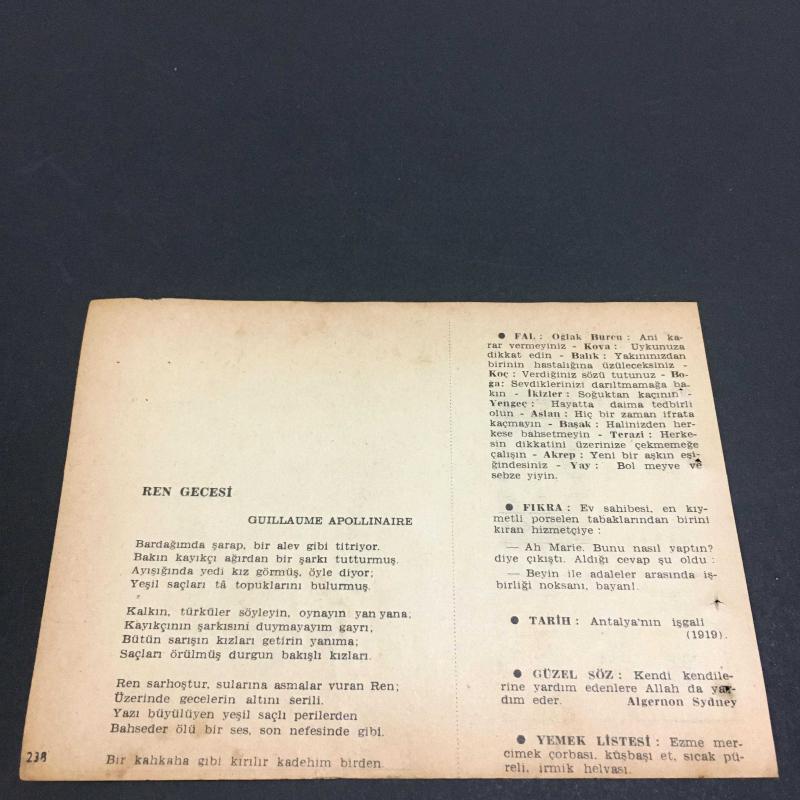 REN GECESİ
GUILLAUME APOLLINAIRE
Bardağımda şarap, bir alev gibi titriyor.
Bakın kayıkçı ağırdan bir şarkı tutturmuş.
Ayışığında yedi kız görmüş, öyle diyor;
Yeşil saçları tâ topuklarını bulurmuş.
Kalkın, türküler söyleyin, oynayın yan yana;
Kayıkçının şarkısını duymayayım gayrı;
Bütün sarışın kızları getirin yanıma;
Saçları örülmüş durgun bakışlı kızları.
Ren sarhoştur, sularına asmalar vuran Ren;
Üzerinde gecelerin altını serili.
Yazı büyülüyen yeşil saçlı perilerden
Bahseder ölü bir ses, son nefesinde gibi.
Bir kahkaha gibi kırılır kadehim birden.
238
● FAL : Oğlak Burcu : Ani ka-
rar vermeyiniz - Kova : Uykunuza
dikkat edin - Balık : Yakınınızdan
birinin hastalığına üzüleceksiniz -
Koç : Verdiğiniz sözü tutunuz - Bo-
ğa: Sevdiklerinizi darıltmamağa ba-
kın - İkizler : Soğuktan kaçının -
Yengeç : Hayatta daima tedbirli
olun - Aslan : Hiç bir zaman ifrata
kaçmayın - Başak : Halinizden her-
kese bahsetmeyin - Terazi : Herke-
sin dikkatini üzerinize çekmemeğe
çalışın - Akrep : Yeni bir aşkın eşi-
ğindesiniz - Yay : Bol meyve ve
sebze yiyin.
● FIKRA : Ev sahibesi, en kıy-
metli porselen tabaklarından birini
kıran hizmetçiye :
— Ah Marie. Bunu nasıl yaptın?
diye çıkıştı. Aldığı cevap şu oldu :
— Beyin ile adaleler arasında iş-
birliği noksanı, bayan!.
● TARİH : Antalya'nın işgali
(1919).
● GÜZEL SÖZ : Kendi kendile-
rine yardım edenlere Allah da yar-
dım eder. Algernon Sydney
● YEMEK LİSTESİ : Ezme mer-
cimek çorbası, kuşbaşı et, sıcak pü-
reli, irmik helvası.